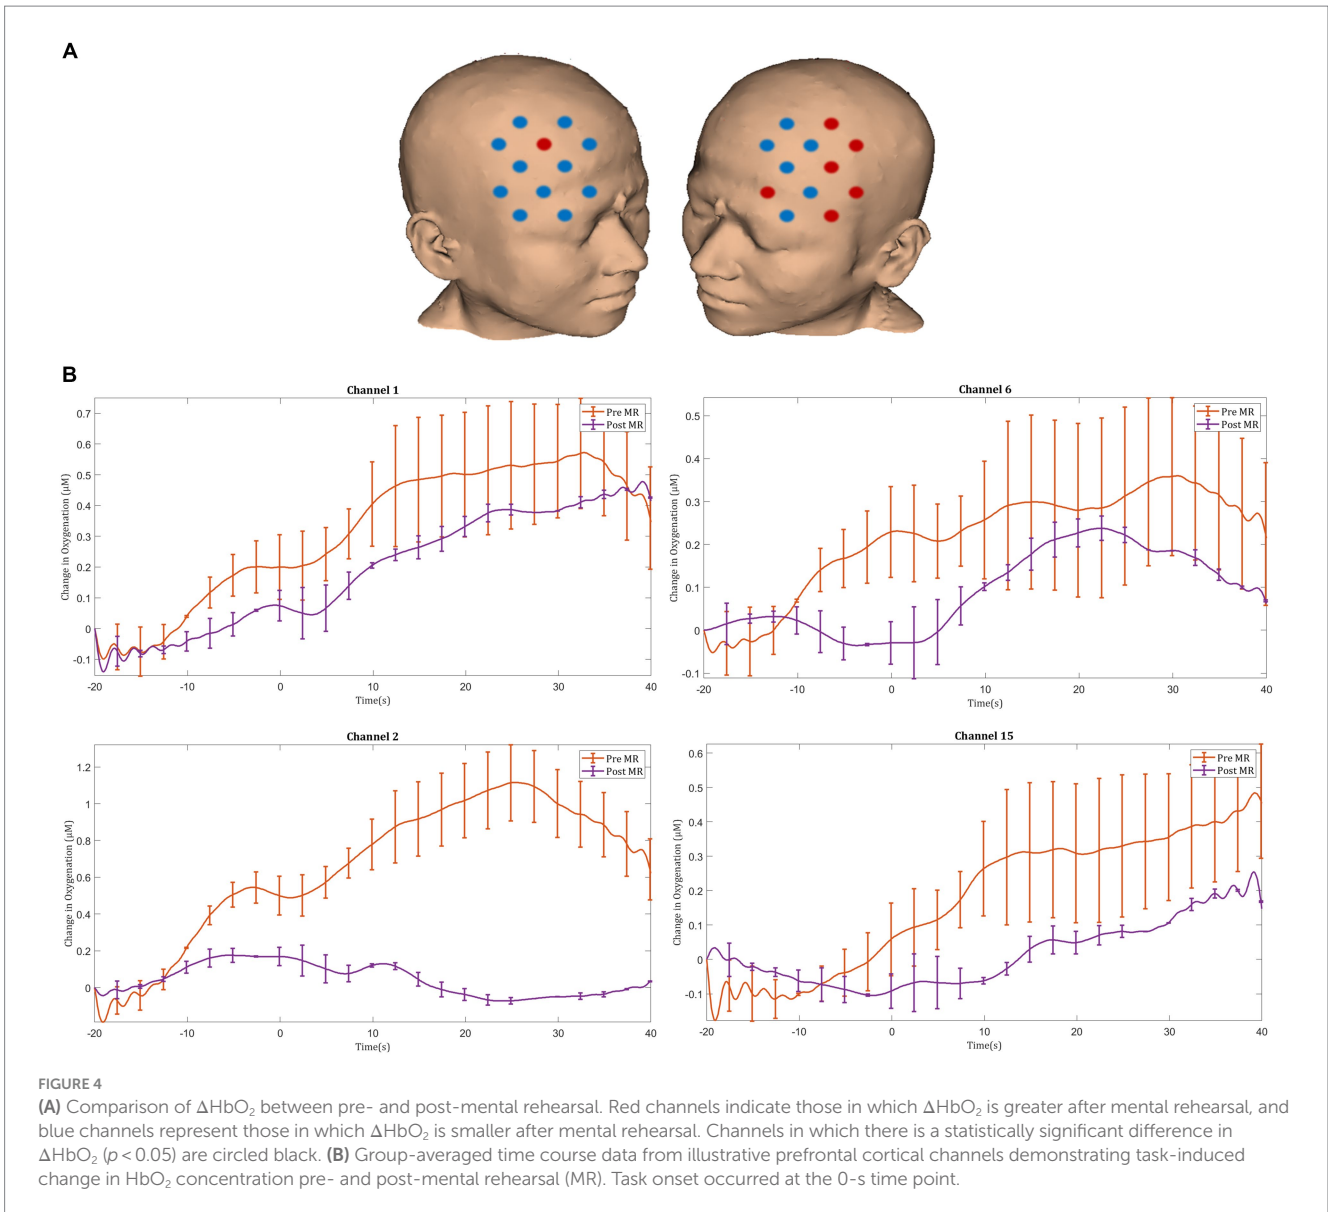 A
B
Channel 1
Change in Oxygenation (μM)
0.7
0.6
0.5
0.4
0.3
0.2
0.1
0
-0.1
Pre MR
Post MR
-20 -10 0 10 20 30 40
Time(s)
Channel 6
Change in Oxygenation (μM)
0.5
0.4
0.3
0.2
0.1
0
-0.1
Pre MR
Post MR
-20 -10 0 10 20 30 40
Time(s)
Channel 2
Change in Oxygenation (μM)
1.2
1
0.8
0.6
0.4
0.2
0
Pre MR
Post MR
-20 -10 0 10 20 30 40
Time(s)
Channel 15
Change in Oxygenation (μM)
0.6
0.5
0.4
0.3
0.2
0.1
0
-0.1
Pre MR
Post MR
-20 -10 0 10 20 30 40
Time(s)
FIGURE 4
(A) Comparison of ΔHbO₂ between pre- and post-mental rehearsal. Red channels indicate those in which ΔHbO₂ is greater after mental rehearsal, and
blue channels represent those in which ΔHbO₂ is smaller after mental rehearsal. Channels in which there is a statistically significant difference in
ΔHbO₂ (p < 0.05) are circled black. (B) Group-averaged time course data from illustrative prefrontal cortical channels demonstrating task-induced
change in HbO₂ concentration pre- and post-mental rehearsal (MR). Task onset occurred at the 0-s time point.